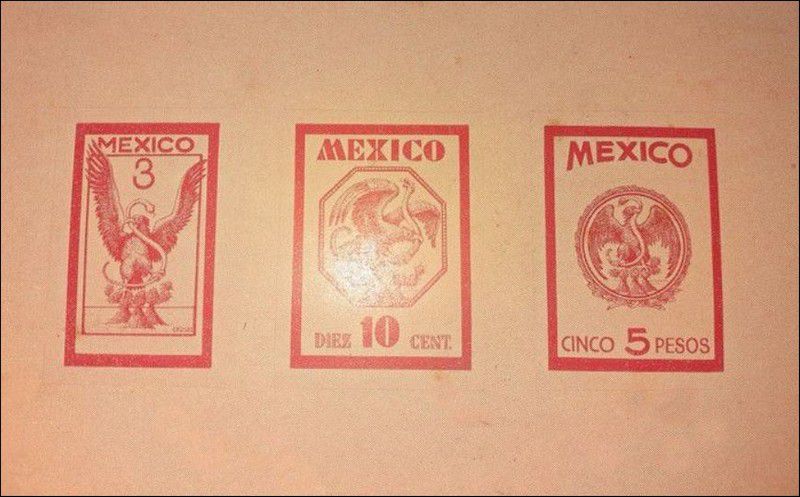 MEXICO
3
MEXICO
DIEZ 10 CENT.
MEXICO
CINCO 5 PESOS